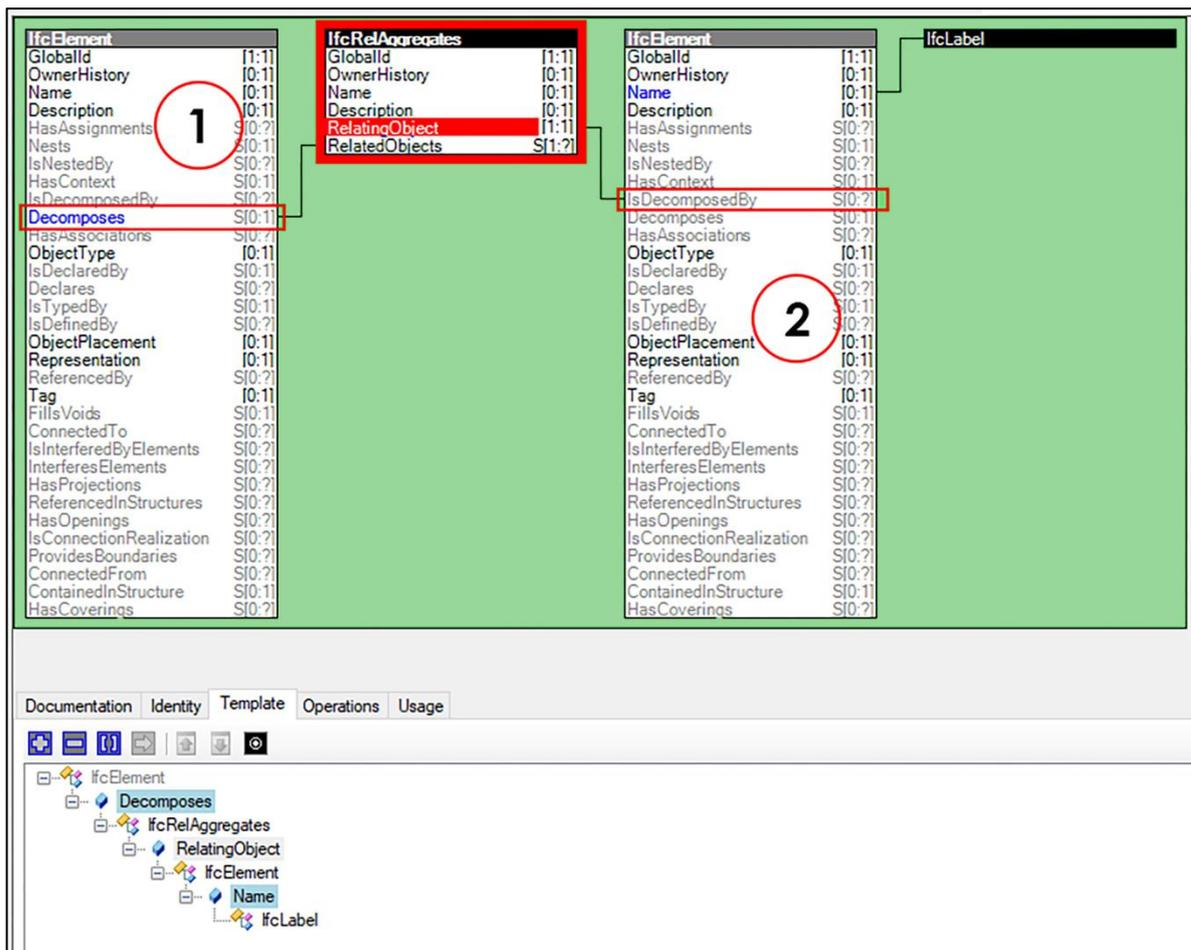 IfcElement
GlobalId [1:1]
OwnerHistory [0:1]
Name [0:1]
Description [0:1]
HasAssignments S[0:?]
Nests S[0:1]
IsNestedBy S[0:?]
HasContext S[0:1]
IsDecomposedBy S[0:?]
Decomposes S[0:1]
HasAssociations S[0:?]
ObjectType [0:1]
IsDeclaredBy S[0:1]
Declares S[0:?]
IsTypedBy S[0:1]
IsDefinedBy S[0:?]
ObjectPlacement [0:1]
Representation [0:1]
ReferencedBy S[0:?]
Tag [0:1]
FillsVoids S[0:1]
ConnectedTo S[0:?]
IsInterferedByElements S[0:?]
InterferesElements S[0:?]
HasProjections S[0:?]
ReferencedInStructures S[0:?]
HasOpenings S[0:?]
IsConnectionRealization S[0:?]
ProvidesBoundaries S[0:?]
ConnectedFrom S[0:?]
ContainedInStructure S[0:1]
HasCoverings S[0:?]
1
IfcRelAggregates
GlobalId [1:1]
OwnerHistory [0:1]
Name [0:1]
Description [0:1]
RelatingObject [1:1]
RelatedObjects S[1:?]
IfcElement
GlobalId [1:1]
OwnerHistory [0:1]
Name [0:1]
Description [0:1]
HasAssignments S[0:?]
Nests S[0:1]
IsNestedBy S[0:?]
HasContext S[0:1]
IsDecomposedBy S[0:?]
Decomposes S[0:1]
HasAssociations S[0:?]
ObjectType [0:1]
IsDeclaredBy S[0:1]
Declares S[0:?]
IsTypedBy S[0:1]
IsDefinedBy S[0:?]
ObjectPlacement [0:1]
Representation [0:1]
ReferencedBy S[0:?]
Tag [0:1]
FillsVoids S[0:1]
ConnectedTo S[0:?]
IsInterferedByElements S[0:?]
InterferesElements S[0:?]
HasProjections S[0:?]
ReferencedInStructures S[0:?]
HasOpenings S[0:?]
IsConnectionRealization S[0:?]
ProvidesBoundaries S[0:?]
ConnectedFrom S[0:?]
ContainedInStructure S[0:1]
HasCoverings S[0:?]
2
IfcLabel
Documentation Identity Template Operations Usage
IfcElement
Decomposes
IfcRelAggregates
RelatingObject
IfcElement
Name
IfcLabel